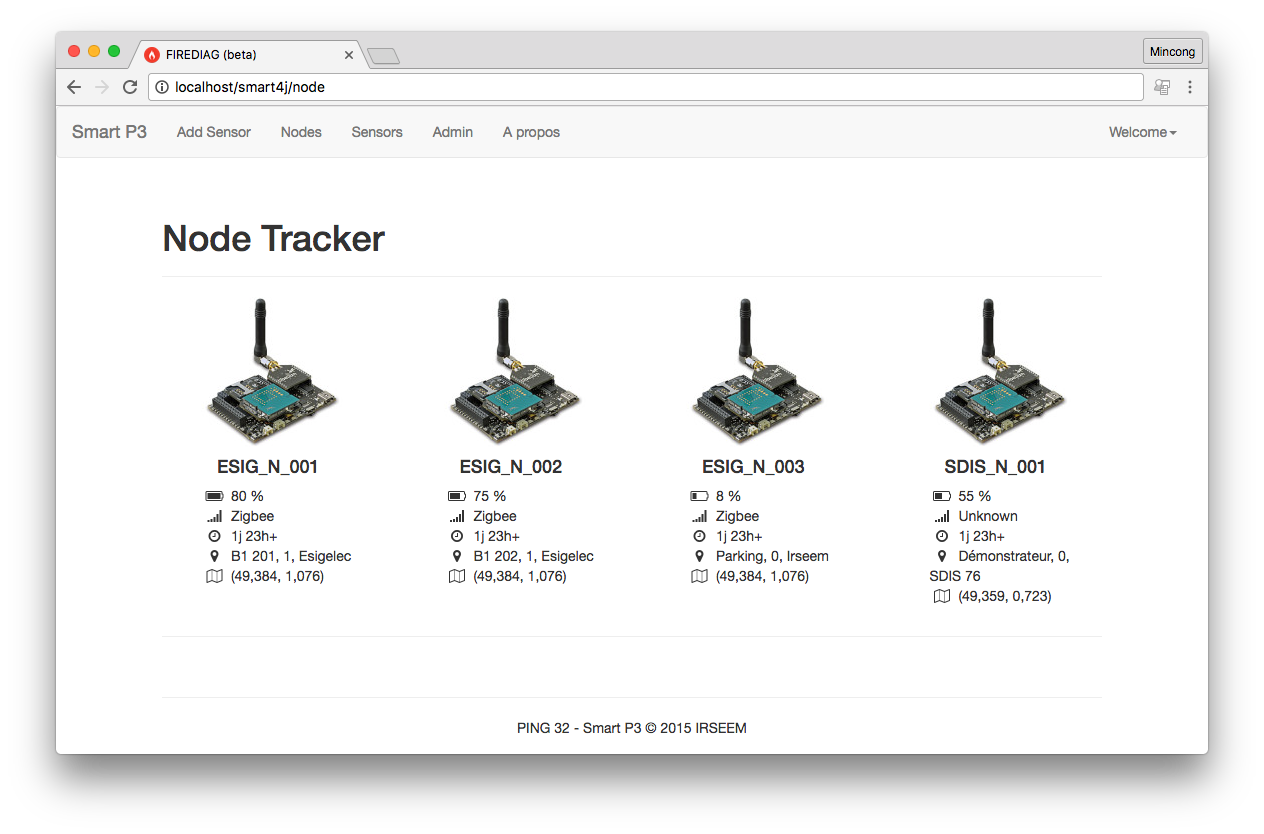 FIREDIAG (beta)
Mincong
localhost/smart4j/node
Smart P3 Add Sensor Nodes Sensors Admin A propos Welcome
Node Tracker
ESIG_N_001
80 %
Zigbee
1j 23h+
B1 201, 1, Esigelec
(49,384, 1,076)
ESIG_N_002
75 %
Zigbee
1j 23h+
B1 202, 1, Esigelec
(49,384, 1,076)
ESIG_N_003
8 %
Zigbee
1j 23h+
Parking, 0, Irseem
(49,384, 1,076)
SDIS_N_001
55 %
Unknown
1j 23h+
Démonstrateur, 0,
SDIS 76
(49,359, 0,723)
PING 32 - Smart P3 © 2015 IRSEEM